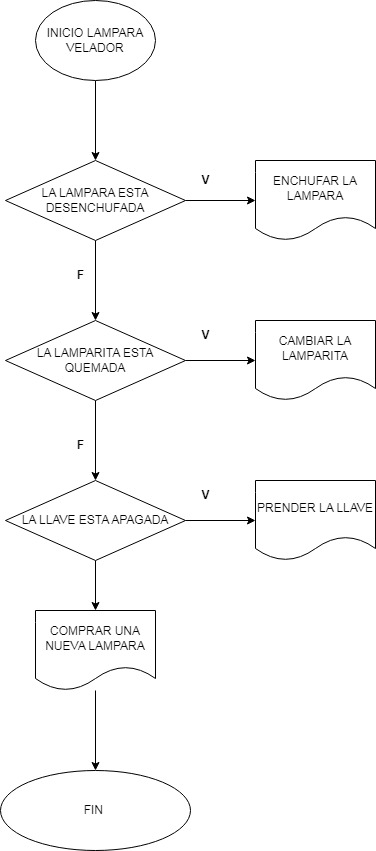 INICIO LAMPARA
VELADOR
LA LAMPARA ESTA
DESENCHUFADA
V
ENCHUFAR LA
LAMPARA
F
LA LAMPARITA ESTA
QUEMADA
V
CAMBIAR LA
LAMPARITA
F
LA LLAVE ESTA APAGADA
V
PRENDER LA LLAVE
COMPRAR UNA
NUEVA LAMPARA
FIN